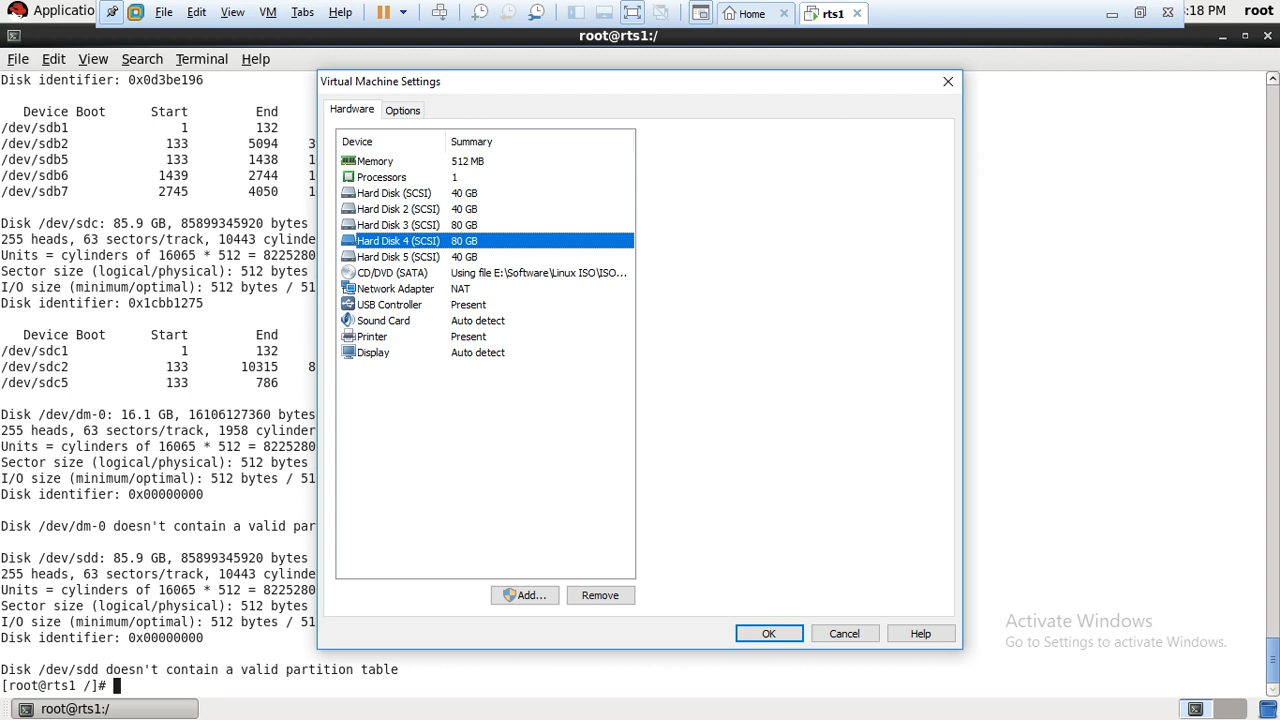 Application
File Edit View VM Tabs Help
Home
rts1
:18 PM root
root@rts1:/
File Edit View Search Terminal Help
Disk identifier: 0x0d3be196
Device Boot Start End
/dev/sdb1 1 132
/dev/sdb2 133 5094 3
/dev/sdb5 133 1438 1
/dev/sdb6 1439 2744 1
/dev/sdb7 2745 4050 1
Disk /dev/sdc: 85.9 GB, 85899345920 bytes
255 heads, 63 sectors/track, 10443 cylinde
Units = cylinders of 16065 * 512 = 8225280
Sector size (logical/physical): 512 bytes
I/O size (minimum/optimal): 512 bytes / 51
Disk identifier: 0x1cbb1275
Device Boot Start End
/dev/sdc1 1 132
/dev/sdc2 133 10315 8
/dev/sdc5 133 786
Disk /dev/dm-0: 16.1 GB, 16106127360 bytes
255 heads, 63 sectors/track, 1958 cylinder
Units = cylinders of 16065 * 512 = 8225280
Sector size (logical/physical): 512 bytes
I/O size (minimum/optimal): 512 bytes / 51
Disk identifier: 0x00000000
Disk /dev/dm-0 doesn't contain a valid par
Disk /dev/sdd: 85.9 GB, 85899345920 bytes
255 heads, 63 sectors/track, 10443 cylinde
Units = cylinders of 16065 * 512 = 8225280
Sector size (logical/physical): 512 bytes
I/O size (minimum/optimal): 512 bytes / 51
Disk identifier: 0x00000000
Disk /dev/sdd doesn't contain a valid partition table
[root@rts1 /]#
Virtual Machine Settings
Hardware Options
Device Summary
Memory 512 MB
Processors 1
Hard Disk (SCSI) 40 GB
Hard Disk 2 (SCSI) 40 GB
Hard Disk 3 (SCSI) 80 GB
Hard Disk 4 (SCSI) 80 GB
Hard Disk 5 (SCSI) 40 GB
CD/DVD (SATA) Using file E:\Software\Linux ISO\ISO...
Network Adapter NAT
USB Controller Present
Sound Card Auto detect
Printer Present
Display Auto detect
Add... Remove
OK Cancel Help
Activate Windows
Go to Settings to activate Windows.
root@rts1:/